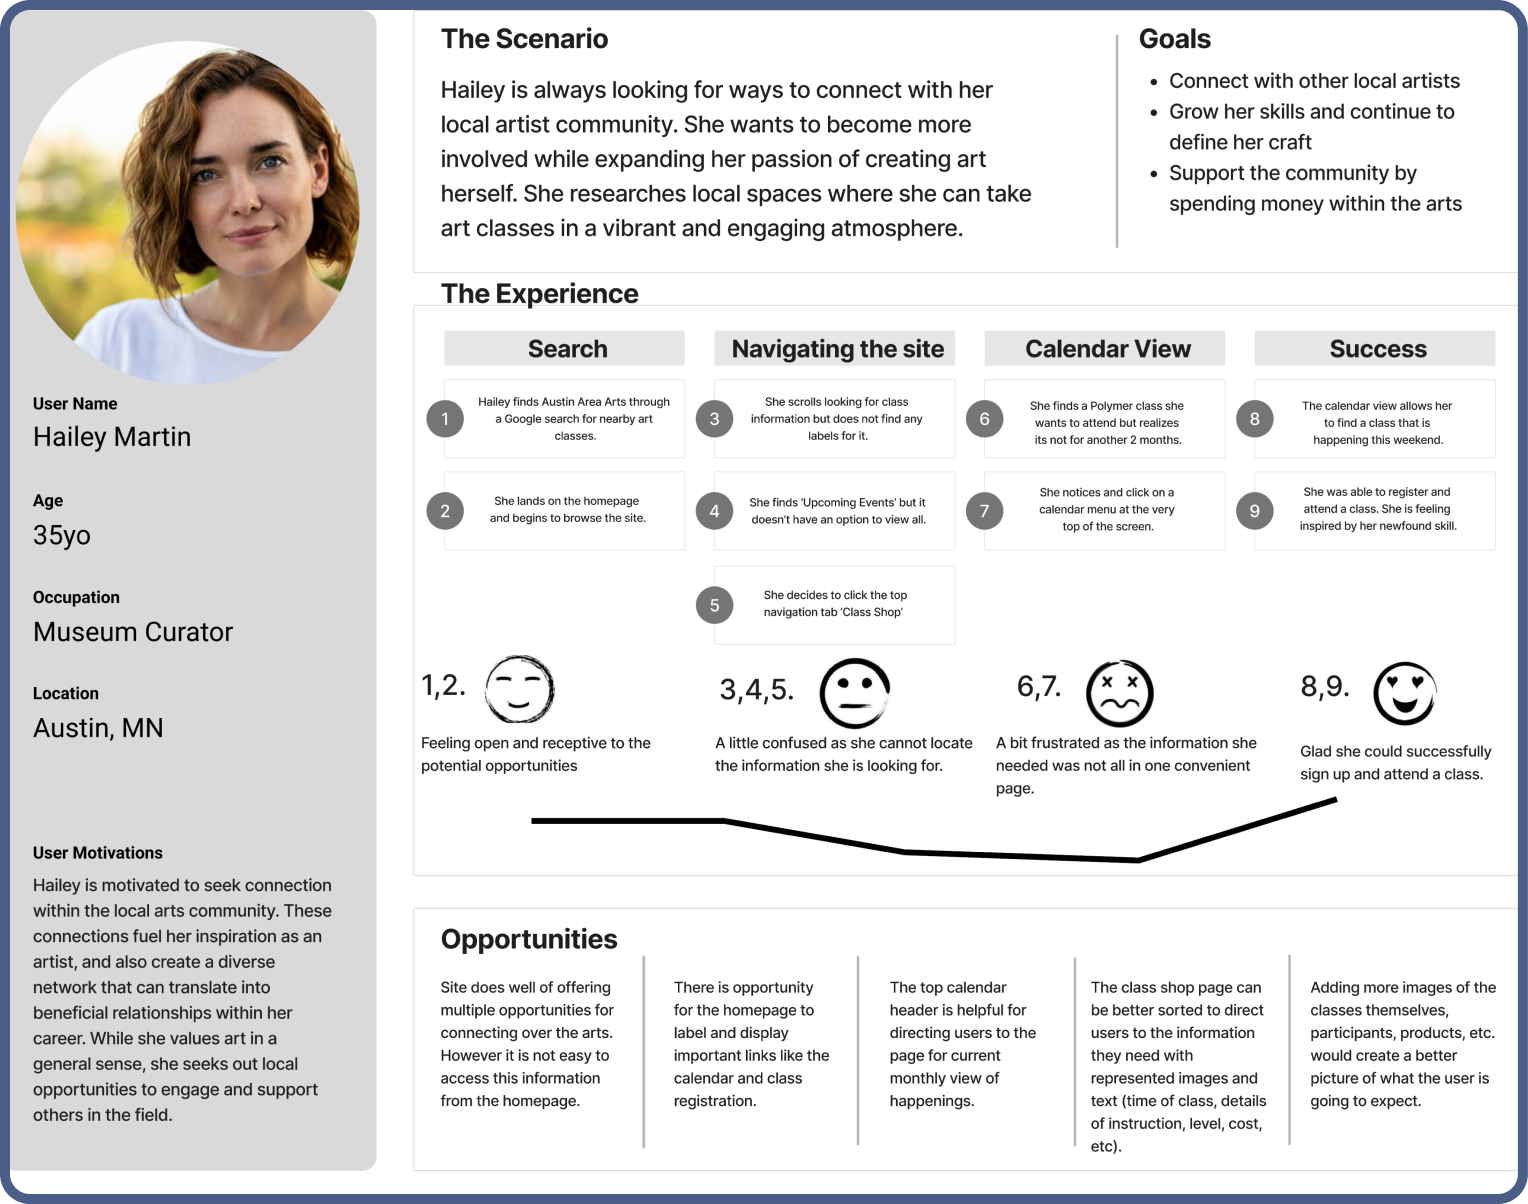 User Name
Hailey Martin
Age
35yo
Occupation
Museum Curator
Location
Austin, MN
User Motivations
Hailey is motivated to seek connection
within the local arts community. These
connections fuel her inspiration as an
artist, and also create a diverse
network that can translate into
beneficial relationships within her
career. While she values art in a
general sense, she seeks out local
opportunities to engage and support
others in the field.
The Scenario
Hailey is always looking for ways to connect with her
local artist community. She wants to become more
involved while expanding her passion of creating art
herself. She researches local spaces where she can take
art classes in a vibrant and engaging atmosphere.
Goals
• Connect with other local artists
• Grow her skills and continue to
define her craft
• Support the community by
spending money within the arts
The Experience
Search
1
Hailey finds Austin Area Arts through
a Google search for nearby art
classes.
2
She lands on the homepage
and begins to browse the site.
Navigating the site
3
She scrolls looking for class
information but does not find any
labels for it.
4
She finds ‘Upcoming Events’ but it
doesn’t have an option to view all.
5
She decides to click the top
navigation tab ‘Class Shop’
Calendar View
6
She finds a Polymer class she
wants to attend but realizes
its not for another 2 months.
7
She notices and click on a
calendar menu at the very
top of the screen.
Success
8
The calendar view allows her
to find a class that is
happening this weekend.
9
She was able to register and
attend a class. She is feeling
inspired by her newfound skill.
1,2.
Feeling open and receptive to the
potential opportunities
3,4,5.
A little confused as she cannot locate
the information she is looking for.
6,7.
A bit frustrated as the information she
needed was not all in one convenient
page.
8,9.
Glad she could successfully
sign up and attend a class.
Opportunities
Site does well of offering
multiple opportunities for
connecting over the arts.
However it is not easy to
access this information
from the homepage.
There is opportunity
for the homepage to
label and display
important links like the
calendar and class
registration.
The top calendar
header is helpful for
directing users to the
page for current
monthly view of
happenings.
The class shop page can
be better sorted to direct
users to the information
they need with
represented images and
text (time of class, details
of instruction, level, cost,
etc).
Adding more images of the
classes themselves,
participants, products, etc.
would create a better
picture of what the user is
going to expect.